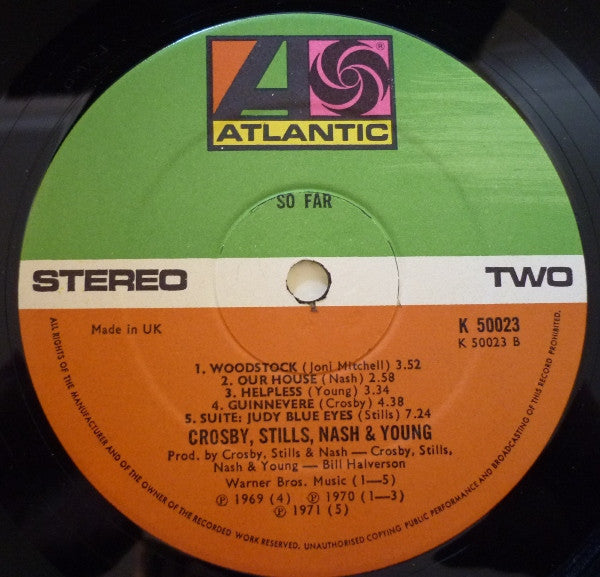 ATLANTIC
SO FAR
STEREO TWO
Made in UK
K 50023
K 50023 B
1. WOODSTOCK (Joni Mitchell) 3.52
2. OUR HOUSE (Nash) 2.58
3. HELPLESS (Young) 3.34
4. GUINNEVERE (Crosby) 4.38
5. SUITE: JUDY BLUE EYES (Stills) 7.24
CROSBY, STILLS, NASH & YOUNG
Prod. by Crosby, Stills & Nash — Crosby, Stills,
Nash & Young — Bill Halverson
Warner Bros. Music (1—5)
℗ 1969 (4) ℗ 1970 (1—3)
℗ 1971 (5)
ALL RIGHTS OF THE MANUFACTURER AND OF THE OWNER OF THE RECORDED WORK RESERVED. UNAUTHORISED COPYING PUBLIC PERFORMANCE AND BROADCASTING OF THIS RECORD PROHIBITED.